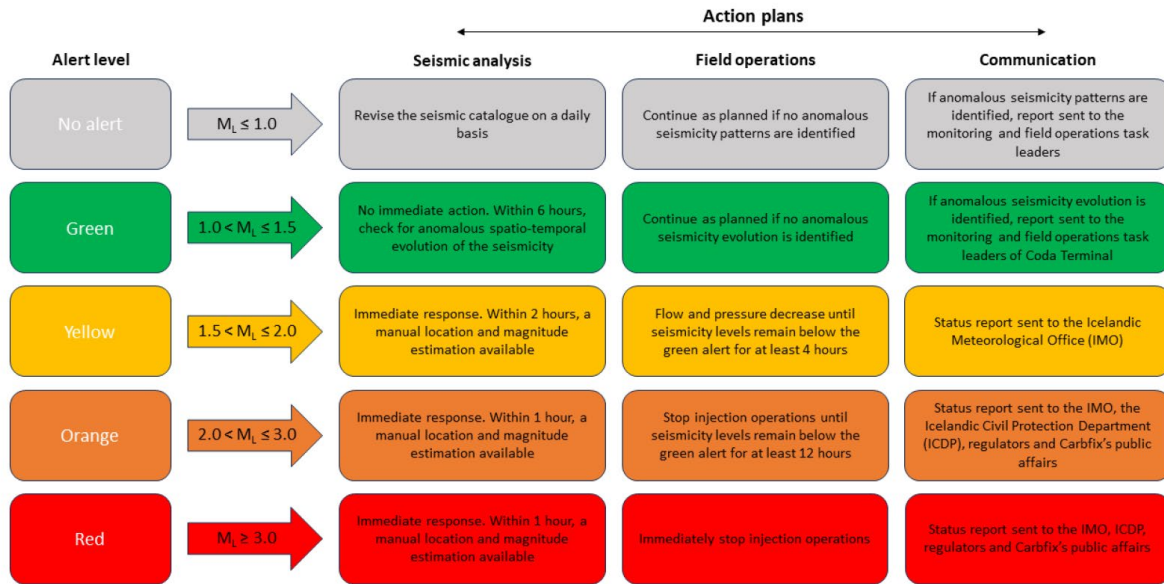 Action plans
Alert level
Seismic analysis
Field operations
Communication
No alert
M_L ≤ 1.0
Revise the seismic catalogue on a daily
basis
Continue as planned if no anomalous
seismicity patterns are identified
If anomalous seismicity patterns are
identified, report sent to the
monitoring and field operations task
leaders
Green
1.0 < M_L ≤ 1.5
No immediate action. Within 6 hours,
check for anomalous spatio-temporal
evolution of the seismicity
Continue as planned if no anomalous
seismicity evolution is identified
If anomalous seismicity evolution is
identified, report sent to the
monitoring and field operations task
leaders of Coda Terminal
Yellow
1.5 < M_L ≤ 2.0
Immediate response. Within 2 hours, a
manual location and magnitude
estimation available
Flow and pressure decrease until
seismicity levels remain below the
green alert for at least 4 hours
Status report sent to the Icelandic
Meteorological Office (IMO)
Orange
2.0 < M_L ≤ 3.0
Immediate response. Within 1 hour, a
manual location and magnitude
estimation available
Stop injection operations until
seismicity levels remain below the
green alert for at least 12 hours
Status report sent to the IMO, the
Icelandic Civil Protection Department
(ICDP), regulators and Carbfix's public
affairs
Red
M_L ≥ 3.0
Immediate response. Within 1 hour, a
manual location and magnitude
estimation available
Immediately stop injection operations
Status report sent to the IMO, ICDP,
regulators and Carbfix's public affairs